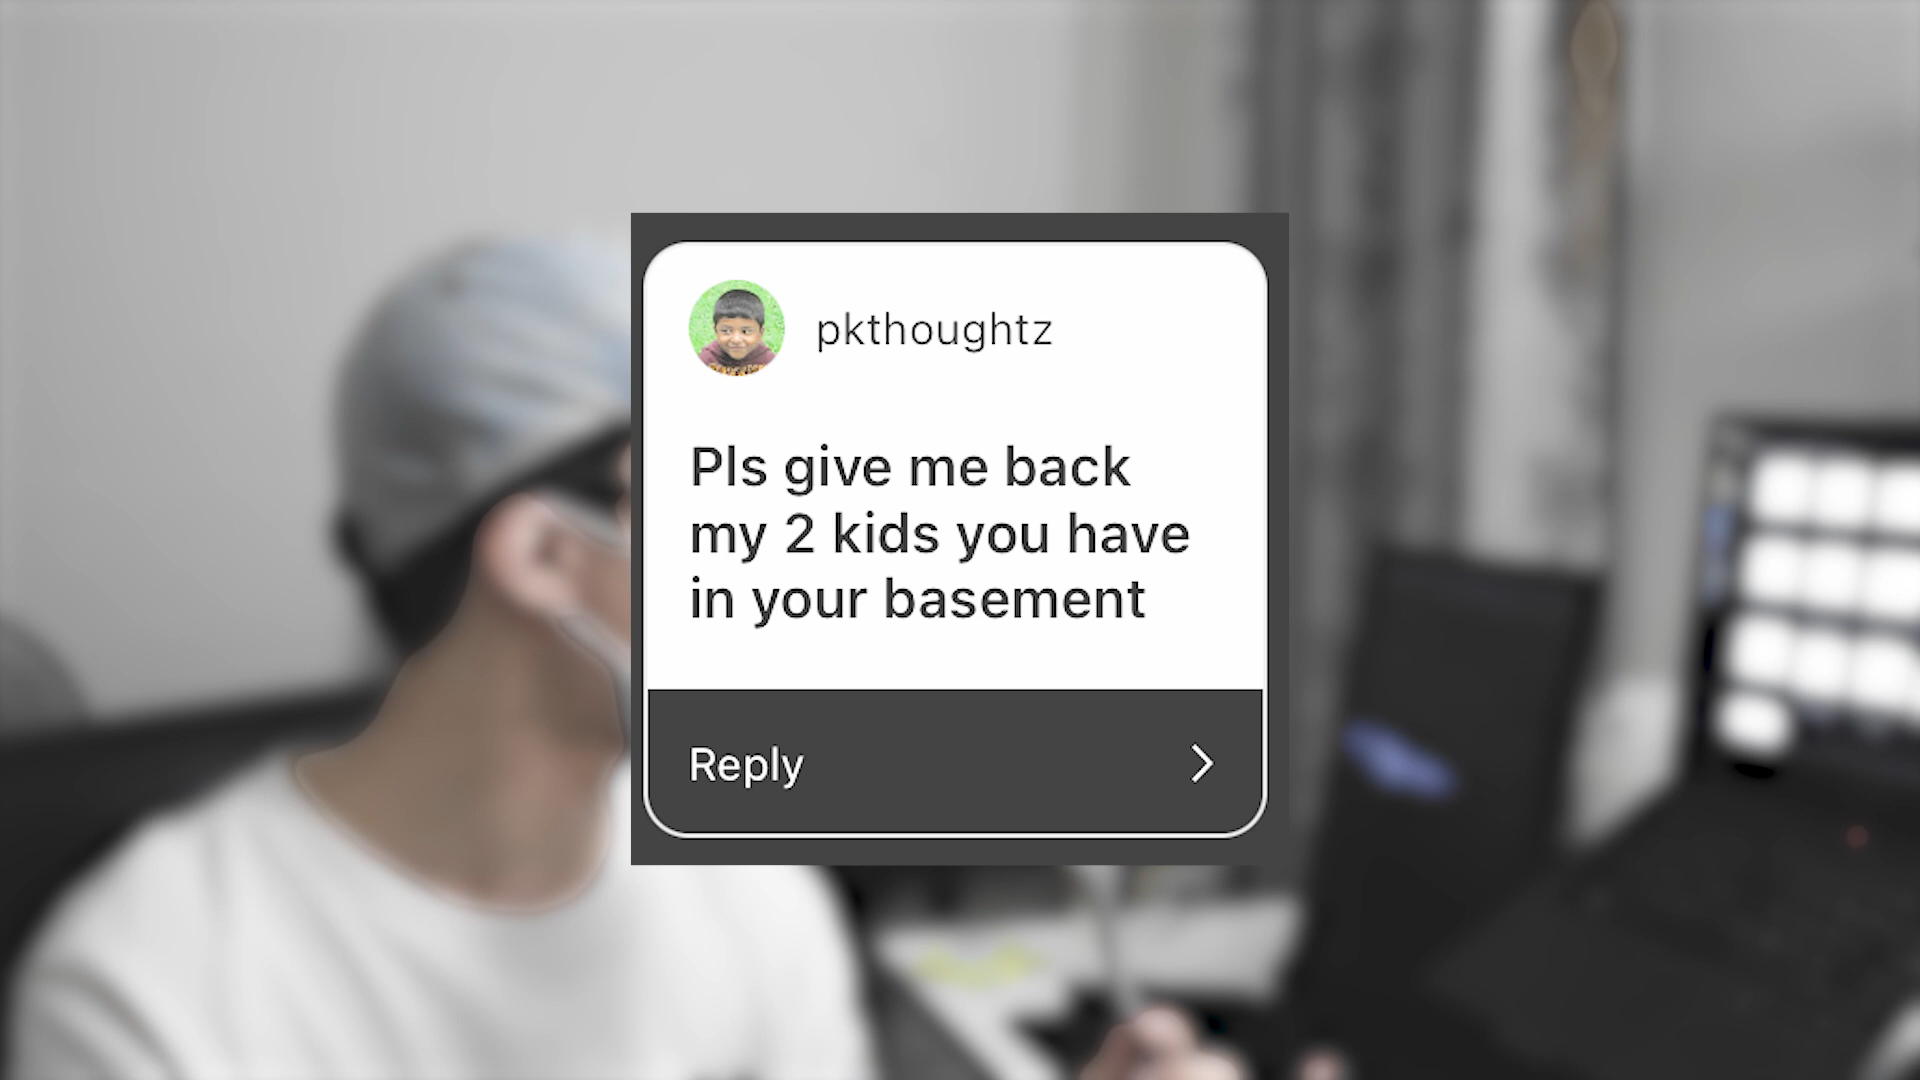 pkthoughtz
Pls give me back
my 2 kids you have
in your basement
Reply